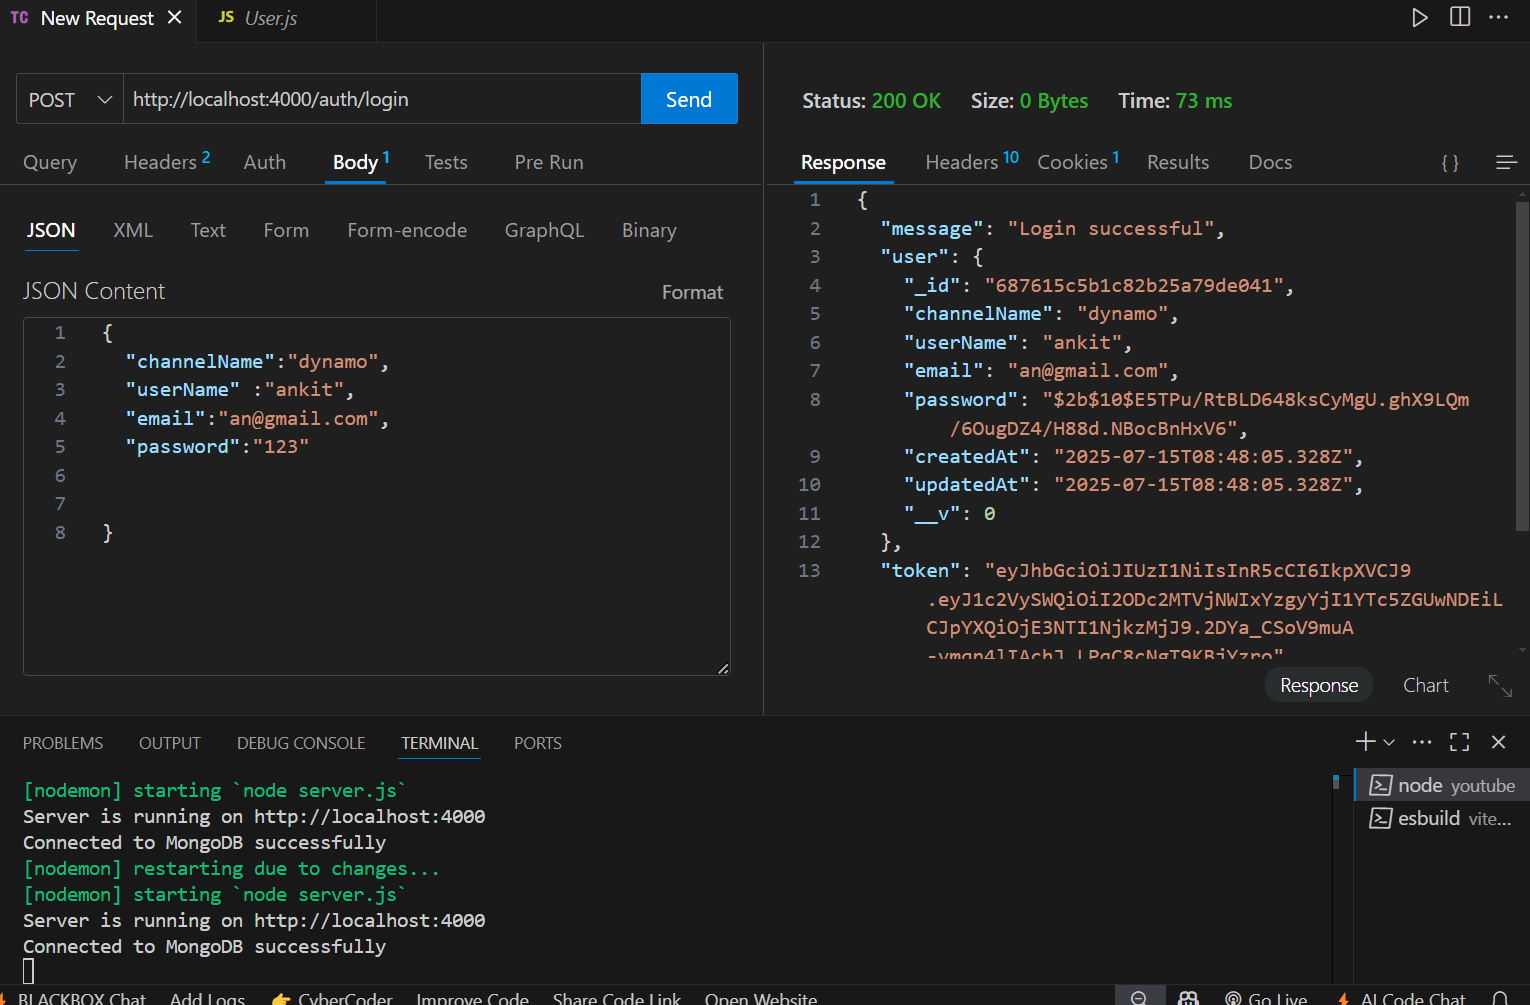 TC New Request
JS User.js
POST http://localhost:4000/auth/login Send
Query Headers 2 Auth Body 1 Tests Pre Run
JSON XML Text Form Form-encode GraphQL Binary
JSON Content Format
1 {
2 "channelName":"dynamo",
3 "userName" :"ankit",
4 "email":"an@gmail.com",
5 "password":"123"
6
7
8 }
Status: 200 OK Size: 0 Bytes Time: 73 ms
Response Headers 10 Cookies 1 Results Docs { }
1 {
2 "message": "Login successful",
3 "user": {
4 "_id": "687615c5b1c82b25a79de041",
5 "channelName": "dynamo",
6 "userName": "ankit",
7 "email": "an@gmail.com",
8 "password": "$2b$10$E5TPu/RtBLD648ksCyMgU.ghX9LQm
/6OugDZ4/H88d.NBocBnHxV6",
9 "createdAt": "2025-07-15T08:48:05.328Z",
10 "updatedAt": "2025-07-15T08:48:05.328Z",
11 "__v": 0
12 },
13 "token": "eyJhbGciOiJIUzI1NiIsInR5cCI6IkpXVCJ9
.eyJ1c2VySWQiOiI2ODc2MTVjNWIxYzgyYjI1YTc5ZGUwNDEiL
CJpYXQiOjE3NTI1NjkzMjJ9.2DYa_CSoV9muA
Response Chart
PROBLEMS OUTPUT DEBUG CONSOLE TERMINAL PORTS
[nodemon] starting `node server.js`
Server is running on http://localhost:4000
Connected to MongoDB successfully
[nodemon] restarting due to changes...
[nodemon] starting `node server.js`
Server is running on http://localhost:4000
Connected to MongoDB successfully
node youtube
esbuild vite...
BLACKBOX Chat Add Logs CyberCoder Improve Code Share Code Link Open Website Go Live AI Code Chat